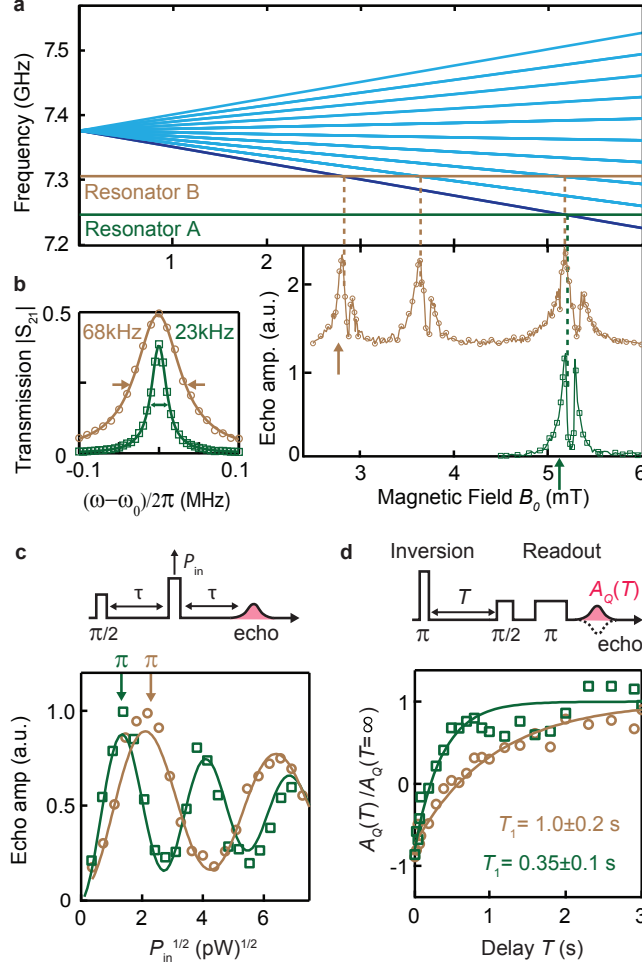 a
7.5
7.4
7.3
7.2
Frequency (GHz)
Resonator B
Resonator A
1
2
b
0.5
0
Transmission |S21|
68kHz
23kHz
-0.1
0.1
(ω−ω0)/2π (MHz)
2
1
Echo amp. (a.u.)
3
4
5
6
Magnetic Field B0 (mT)
c
Pin
τ
τ
π/2
echo
π
π
1.0
0.5
0
Echo amp (a.u.)
0
2
4
6
Pin1/2 (pW)1/2
d
Inversion
Readout
AQ(T)
T
π
π/2
π
echo
1
0
-1
AQ(T)/AQ(T=∞)
T1= 1.0±0.2 s
T1= 0.35±0.1 s
0
1
2
3
Delay T (s)